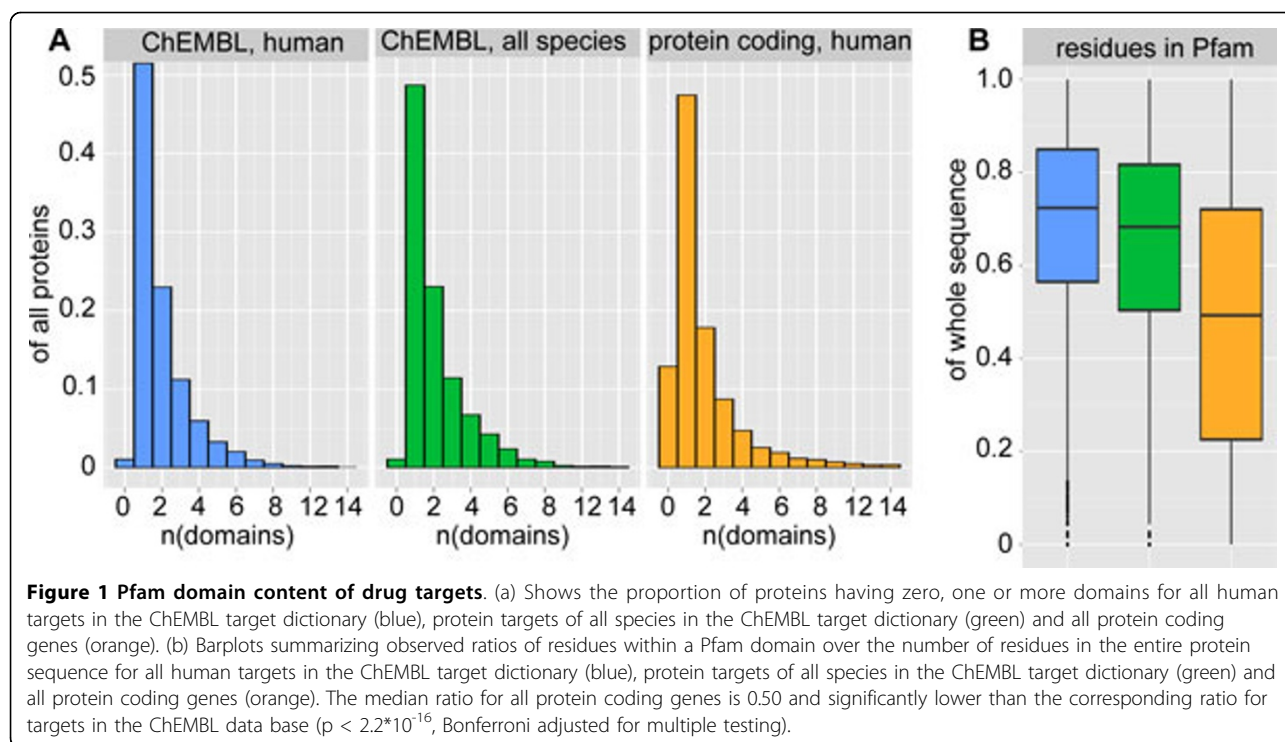 A
ChEMBL, human
ChEMBL, all species
protein coding, human
B
residues in Pfam
of all proteins
0.5
0.4
0.3
0.2
0.1
0
0 2 4 6 8 12 14
0 2 4 6 8 12 14
0 2 4 6 8 12 14
n(domains)
n(domains)
n(domains)
of whole sequence
1.0
0.8
0.6
0.4
0.2
0
Figure 1 Pfam domain content of drug targets. (a) Shows the proportion of proteins having zero, one or more domains for all human
targets in the ChEMBL target dictionary (blue), protein targets of all species in the ChEMBL target dictionary (green) and all protein coding
genes (orange). (b) Barplots summarizing observed ratios of residues within a Pfam domain over the number of residues in the entire protein
sequence for all human targets in the ChEMBL target dictionary (blue), protein targets of all species in the ChEMBL target dictionary (green) and
all protein coding genes (orange). The median ratio for all protein coding genes is 0.50 and significantly lower than the corresponding ratio for
targets in the ChEMBL data base (p < 2.2*10-16, Bonferroni adjusted for multiple testing).